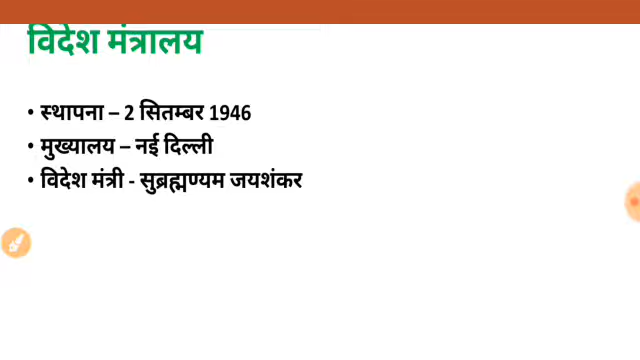 विदेश मंत्रालय
• स्थापना – 2 सितम्बर 1946
• मुख्यालय – नई दिल्ली
• विदेश मंत्री - सुब्रह्मण्यम जयशंकर